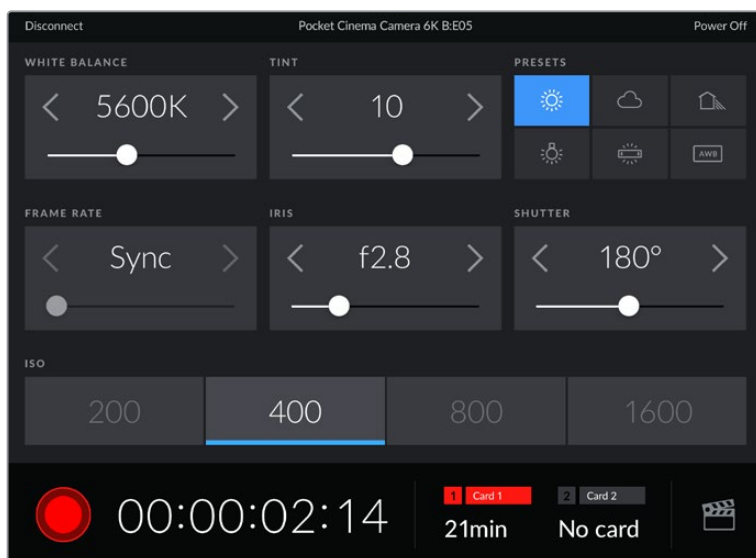 Disconnect Pocket Cinema Camera 6K B:E05 Power Off
WHITE BALANCE TINT PRESETS
5600K 10
AWB
FRAME RATE IRIS SHUTTER
Sync f2.8 180°
ISO
200 400 800 1600
1 Card 1 2 Card 2
00:00:02:14 21min No card